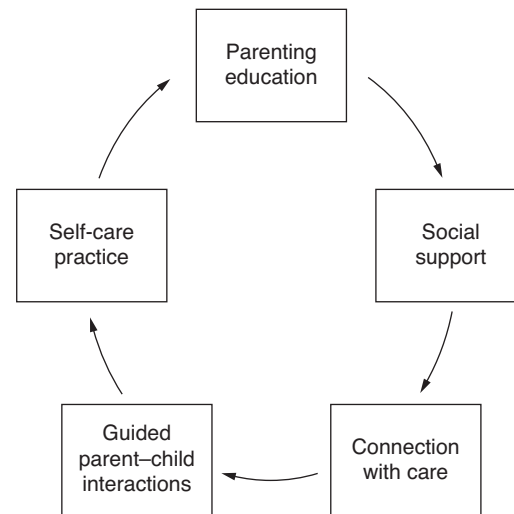 Parenting
education
Social
support
Connection
with care
Guided
parent–child
interactions
Self-care
practice